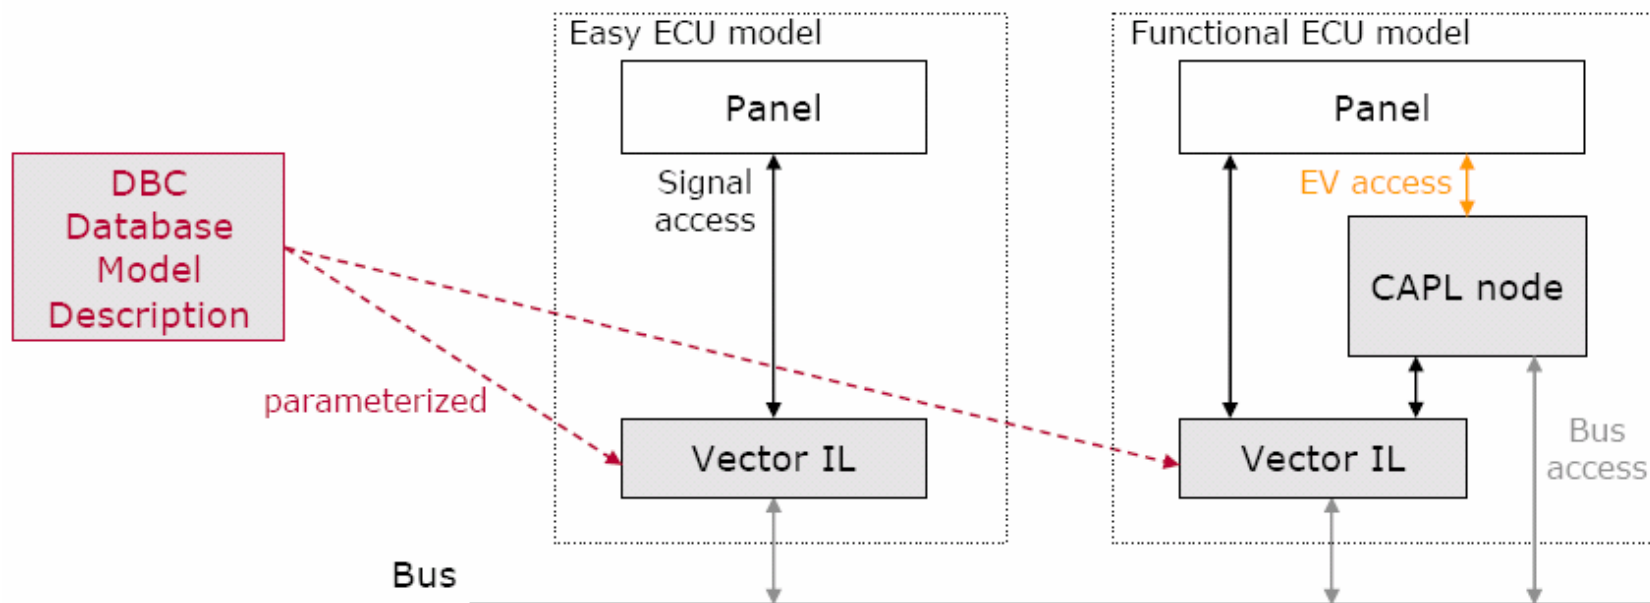 Easy ECU model
Functional ECU model
Panel
Panel
DBC
Database
Model
Description
Signal
access
EV access
CAPL node
parameterized
Vector IL
Vector IL
Bus
access
Bus